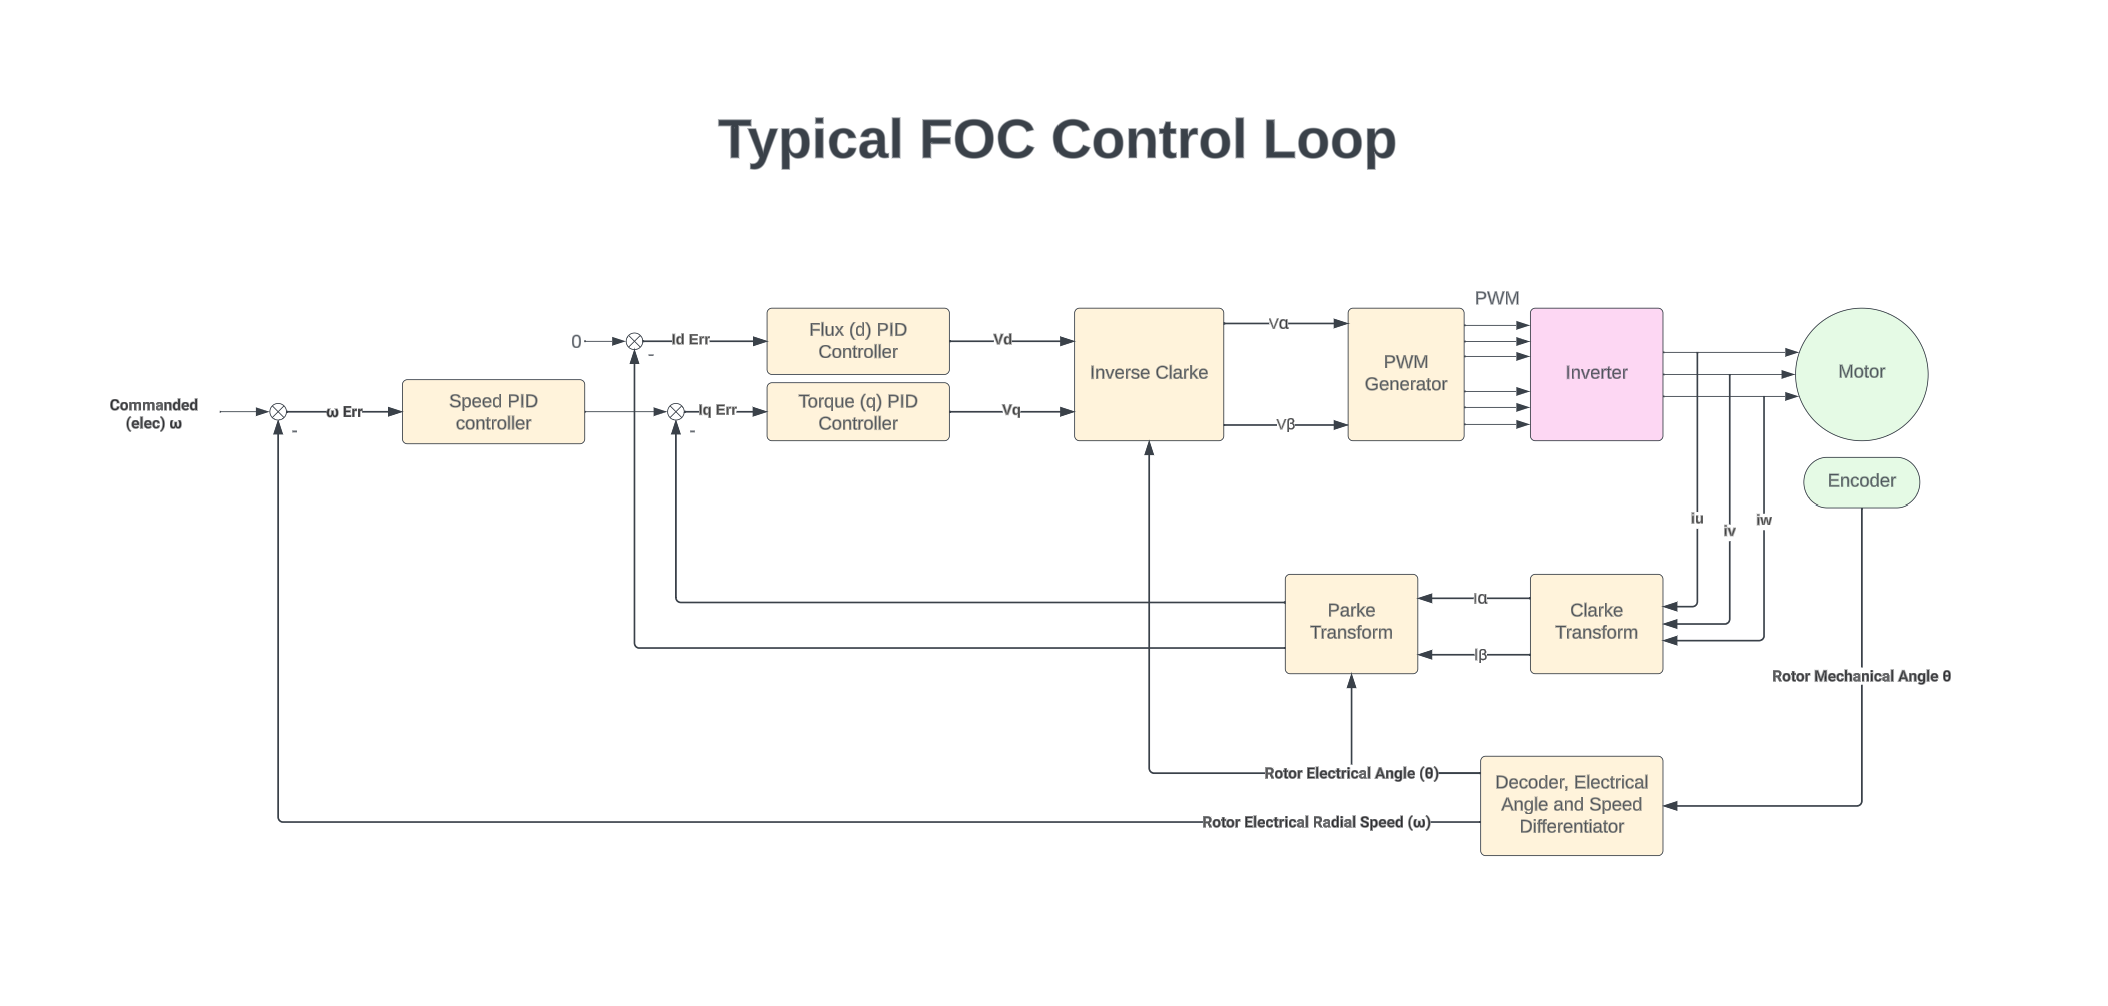 Typical FOC Control Loop
PWM
0
-
Id Err
Flux (d) PID
Controller
Vd
Inverse Clarke
Vα
Vβ
PWM
Generator
Inverter
Motor
Commanded
(elec) ω
-
ω Err
Speed PID
controller
-
Iq Err
Torque (q) PID
Controller
Vq
Encoder
iu
iv
iw
Parke
Transform
Iα
Iβ
Clarke
Transform
Rotor Mechanical Angle θ
Rotor Electrical Angle (θ)
Rotor Electrical Radial Speed (ω)
Decoder, Electrical
Angle and Speed
Differentiator